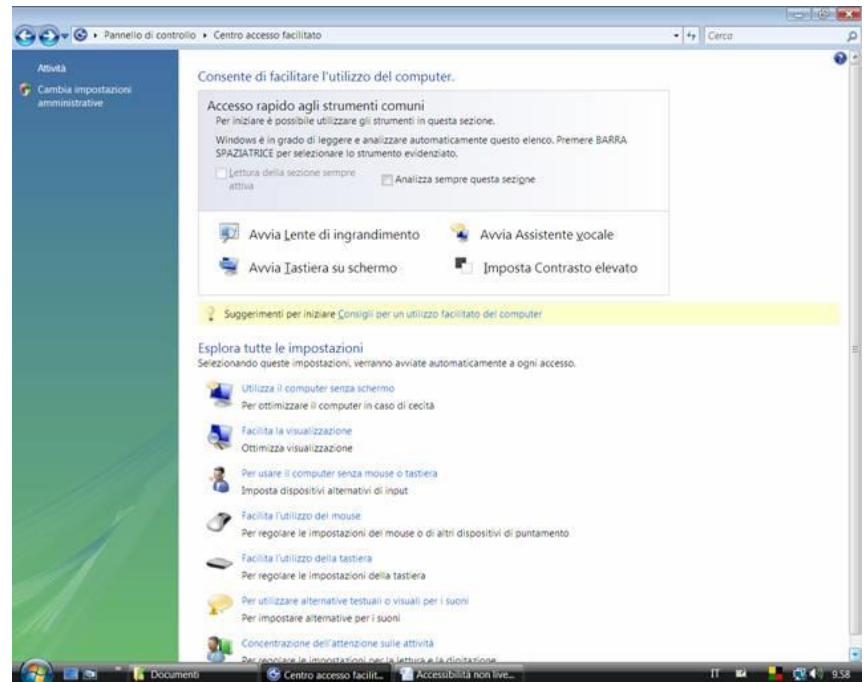 Pannello di controllo
Centro accesso facilitato
Cerca
Attività
Cambia impostazioni
amministrative
Consente di facilitare l'utilizzo del computer.
Accesso rapido agli strumenti comuni
Per iniziare è possibile utilizzare gli strumenti in questa sezione.
Windows è in grado di leggere e analizzare automaticamente questo elenco. Premere BARRA
SPAZIATRICE per selezionare lo strumento evidenziato.
Lettura della sezione sempre
attiva
Analizza sempre questa sezione
Avvia Lente di ingrandimento
Avvia Assistente vocale
Avvia Tastiera su schermo
Imposta Contrasto elevato
Suggerimenti per iniziare Consigli per un utilizzo facilitato del computer
Esplora tutte le impostazioni
Selezionando queste impostazioni, verranno avviate automaticamente a ogni accesso.
Utilizza il computer senza schermo
Per ottimizzare il computer in caso di cecità
Facilita la visualizzazione
Ottimizza visualizzazione
Per usare il computer senza mouse o tastiera
Imposta dispositivi alternativi di input
Facilita l'utilizzo del mouse
Per regolare le impostazioni del mouse o di altri dispositivi di puntamento
Facilita l'utilizzo della tastiera
Per regolare le impostazioni della tastiera
Per utilizzare alternative testuali o visuali per i suoni
Per impostare alternative per i suoni
Concentrazione dell'attenzione sulle attività
Per regolare le impostazioni per la lettura e la digitazione
Documenti
Centro accesso facilit...
Accessibilità non live...
IT
9.58